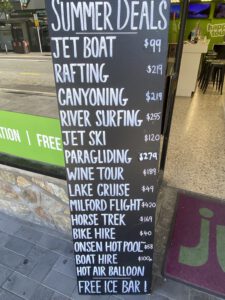 SUMMER DEALS
JET BOAT $99
RAFTING $219
CANYONING $219
RIVER SURFING $255
JET SKI $120
PARAGLIDING $279
WINE TOUR $189
LAKE CRUISE $49
MILFORD FLIGHT $420
HORSE TREK $169
BIKE HIRE $40
ONSEN HOT POOL
BOAT HIRE
HOT AIR BALLOON
FREE ICE BAR!
ATION | FREE
ju